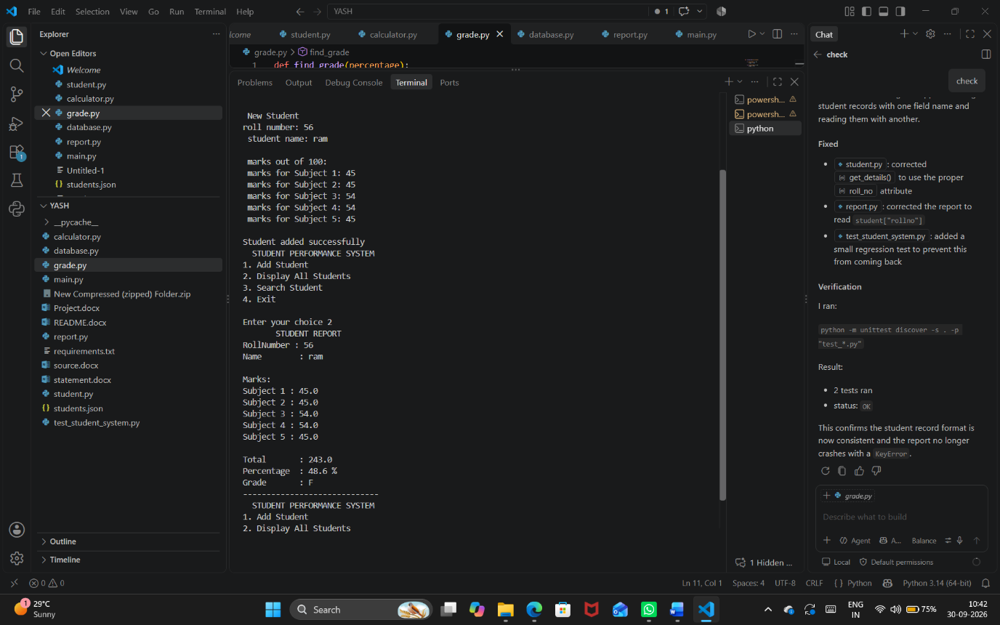 File Edit Selection View Go Run Terminal Help
YASH
1
Explorer
Open Editors
Welcome
student.py
calculator.py
grade.py
database.py
report.py
main.py
Untitled-1
students.json
YASH
__pycache__
calculator.py
database.py
grade.py
main.py
New Compressed (zipped) Folder.zip
Project.docx
README.docx
report.py
requirements.txt
source.docx
statement.docx
student.py
students.json
test_student_system.py
Outline
Timeline
1
lcome student.py calculator.py grade.py database.py report.py main.py
grade.py > find_grade
1 def find_grade(percentage):
Problems Output Debug Console Terminal Ports
New Student
roll number: 56
student name: ram
marks out of 100:
marks for Subject 1: 45
marks for Subject 2: 45
marks for Subject 3: 54
marks for Subject 4: 54
marks for Subject 5: 45
Student added successfully
STUDENT PERFORMANCE SYSTEM
1. Add Student
2. Display All Students
3. Search Student
4. Exit
Enter your choice 2
STUDENT REPORT
RollNumber : 56
Name : ram
Marks:
Subject 1 : 45.0
Subject 2 : 45.0
Subject 3 : 54.0
Subject 4 : 54.0
Subject 5 : 45.0
Total : 243.0
Percentage : 48.6 %
Grade : F
-----------------------------
STUDENT PERFORMANCE SYSTEM
1. Add Student
2. Display All Students
powersh...
powersh...
python
1 Hidden ...
Chat
check
check
student records with one field name and
reading them with another.
Fixed
student.py : corrected
get_details() to use the proper
roll_no attribute
report.py : corrected the report to
read student["rollno"]
test_student_system.py : added a
small regression test to prevent this
from coming back
Verification
I ran:
python -m unittest discover -s . -p
"test_*.py"
Result:
2 tests ran
status: OK
This confirms the student record format is
now consistent and the report no longer
crashes with a KeyError.
grade.py
Describe what to build
Agent A... Balance
Local Default permissions
0 0 Ln 11, Col 1 Spaces: 4 UTF-8 CRLF {} Python Python 3.14 (64-bit)
1
29°C
Sunny
Search
ENG
IN
75%
10:42
30-09-2026